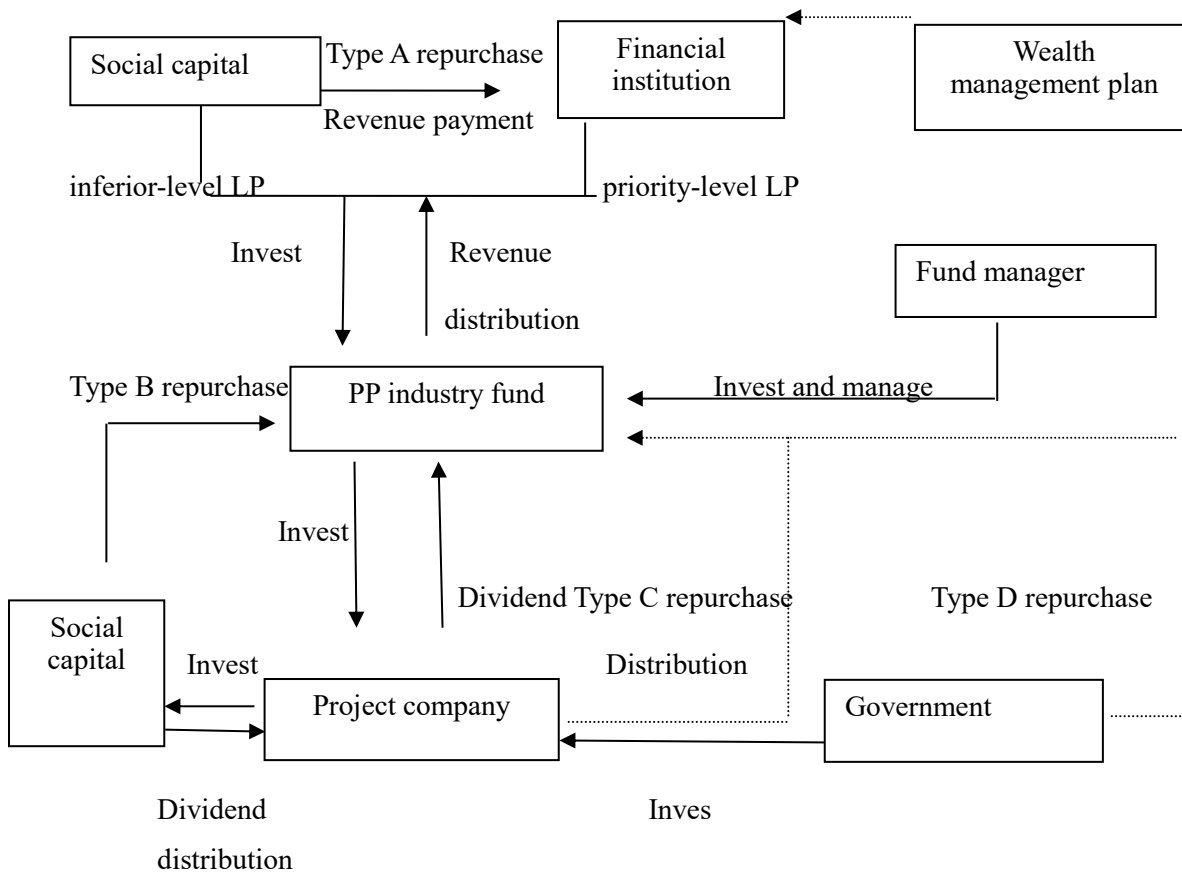 Social capital
Type A repurchase
Revenue payment
Financial
institution
Wealth
management plan
inferior-level LP
priority-level LP
Invest
Revenue
distribution
Fund manager
Type B repurchase
PP industry fund
Invest and manage
Invest
Dividend Type C repurchase
Type D repurchase
Social
capital
Invest
Distribution
Project company
Government
Dividend
distribution
Inves